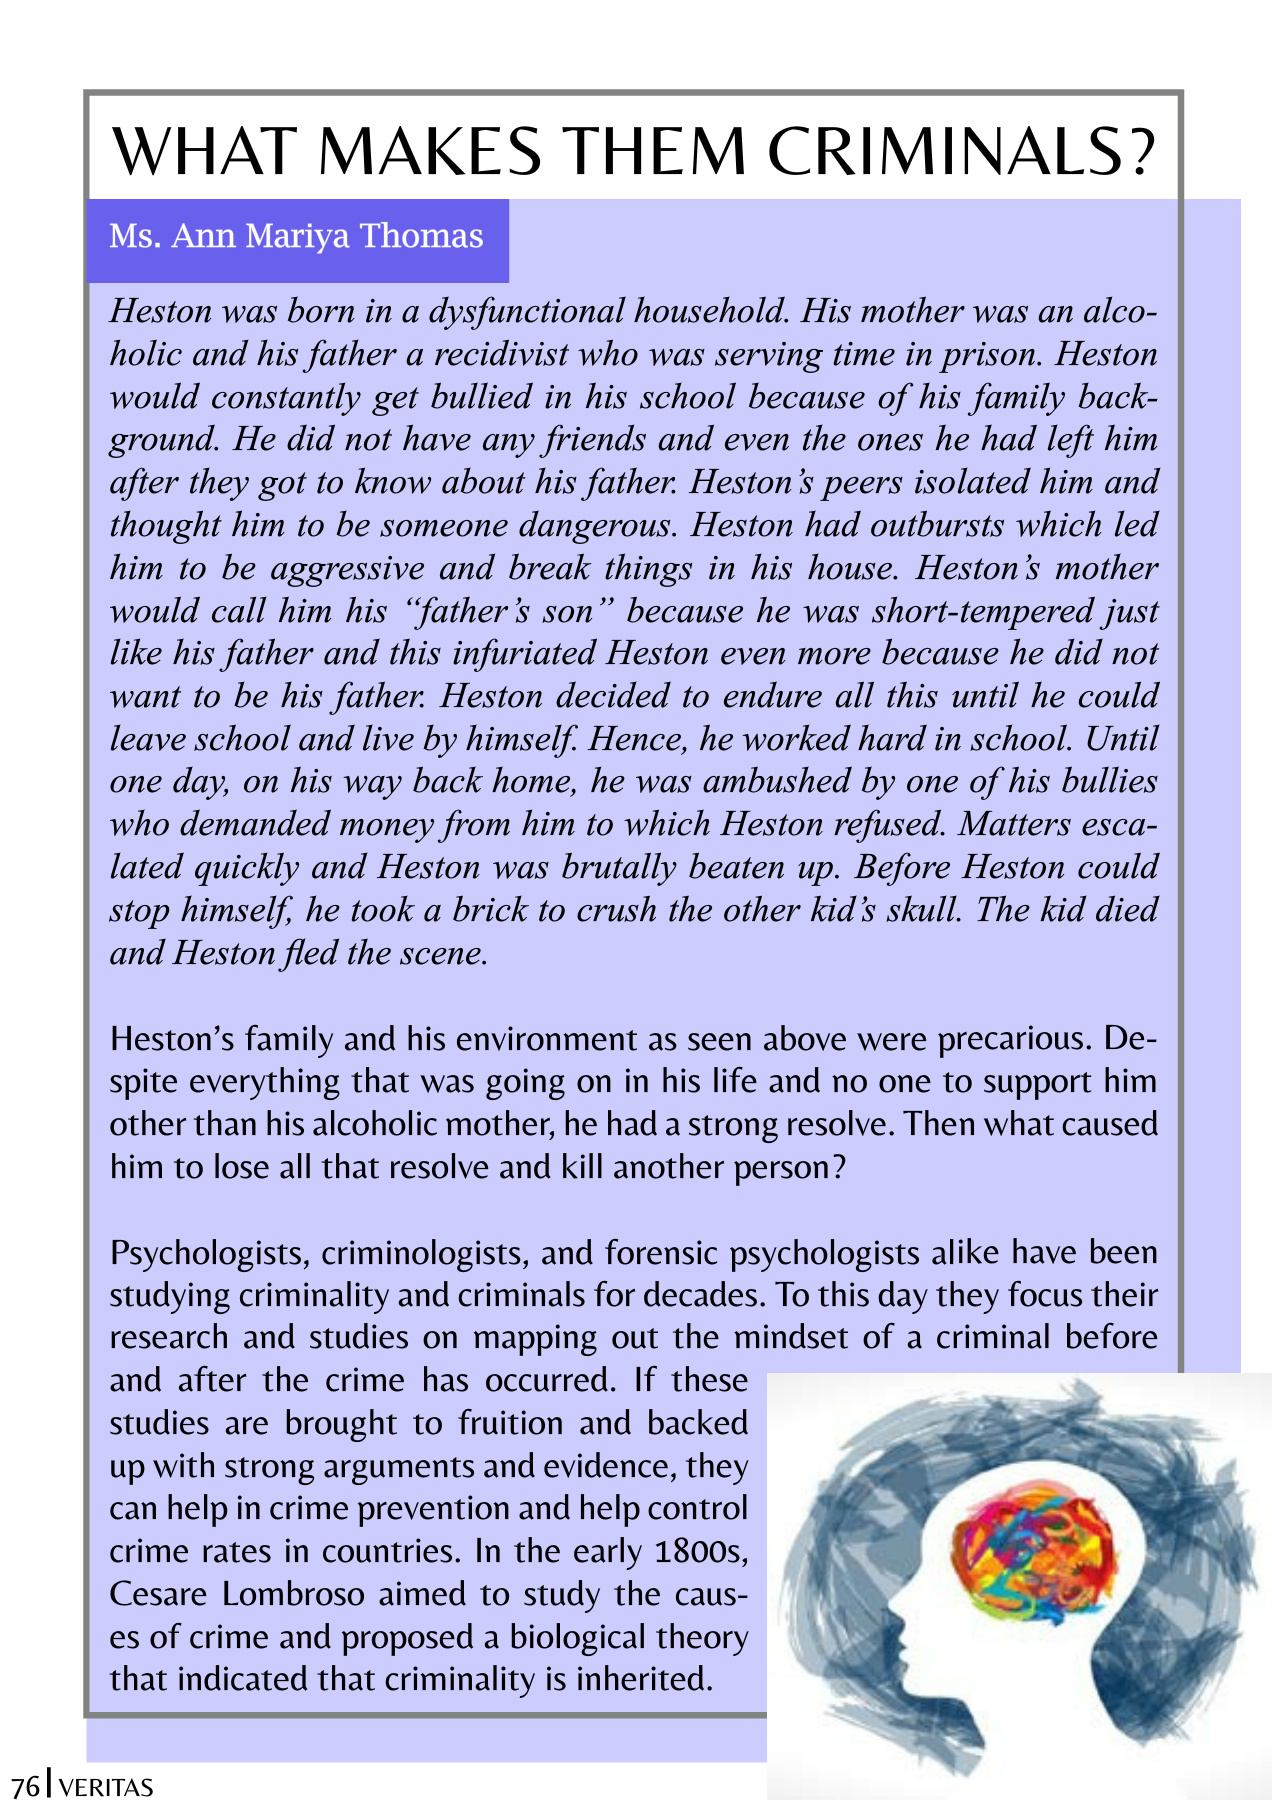 WHAT MAKES THEM CRIMINALS?
Ms. Ann Mariya Thomas
Heston was born in a dysfunctional household. His mother was an alco-
holic and his father a recidivist who was serving time in prison. Heston
would constantly get bullied in his school because of his family back-
ground. He did not have any friends and even the ones he had left him
after they got to know about his father. Heston’s peers isolated him and
thought him to be someone dangerous. Heston had outbursts which led
him to be aggressive and break things in his house. Heston’s mother
would call him his “father’s son” because he was short-tempered just
like his father and this infuriated Heston even more because he did not
want to be his father. Heston decided to endure all this until he could
leave school and live by himself. Hence, he worked hard in school. Until
one day, on his way back home, he was ambushed by one of his bullies
who demanded money from him to which Heston refused. Matters esca-
lated quickly and Heston was brutally beaten up. Before Heston could
stop himself, he took a brick to crush the other kid’s skull. The kid died
and Heston fled the scene.
Heston’s family and his environment as seen above were precarious. De-
spite everything that was going on in his life and no one to support him
other than his alcoholic mother, he had a strong resolve. Then what caused
him to lose all that resolve and kill another person?
Psychologists, criminologists, and forensic psychologists alike have been
studying criminality and criminals for decades. To this day they focus their
research and studies on mapping out the mindset of a criminal before
and after the crime has occurred. If these
studies are brought to fruition and backed
up with strong arguments and evidence, they
can help in crime prevention and help control
crime rates in countries. In the early 1800s,
Cesare Lombroso aimed to study the caus-
es of crime and proposed a biological theory
that indicated that criminality is inherited.
76 | VERITAS